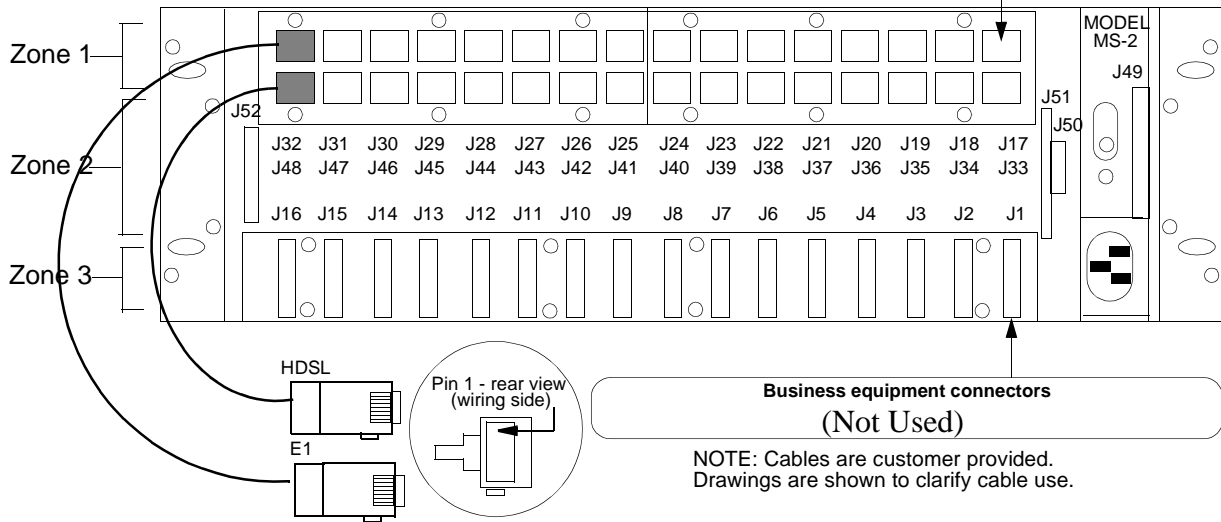 Zone 1
MODEL
MS-2
J49
J52
J51
J50
J32 J31 J30 J29 J28 J27 J26 J25 J24 J23 J22 J21 J20 J19 J18 J17
Zone 2
J48 J47 J46 J45 J44 J43 J42 J41 J40 J39 J38 J37 J36 J35 J34 J33
J16 J15 J14 J13 J12 J11 J10 J9 J8 J7 J6 J5 J4 J3 J2 J1
Zone 3
HDSL
Pin 1 - rear view
(wiring side)
Business equipment connectors
(Not Used)
E1
NOTE: Cables are customer provided.
Drawings are shown to clarify cable use.